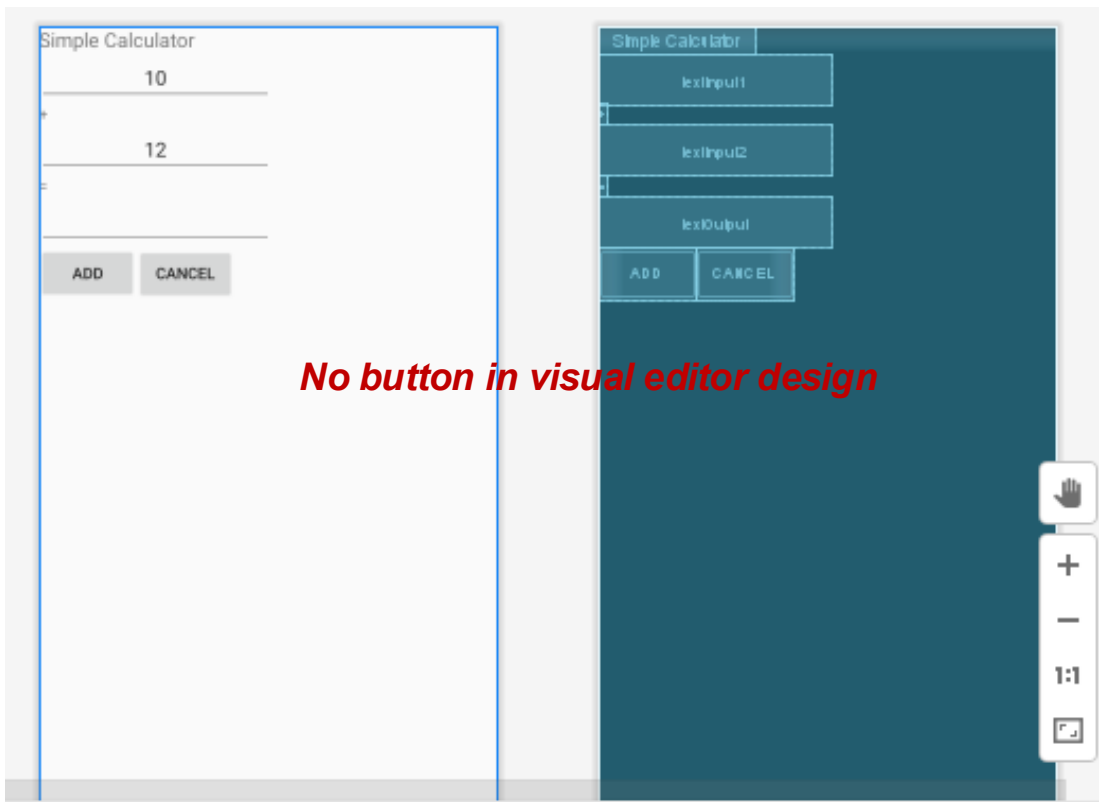 Simple Calculator
10
+
12
=
ADD CANCEL
Simple Calculator
textInput1
+
textInput2
=
textOutput
ADD CANCEL
No button in visual editor design
1:1